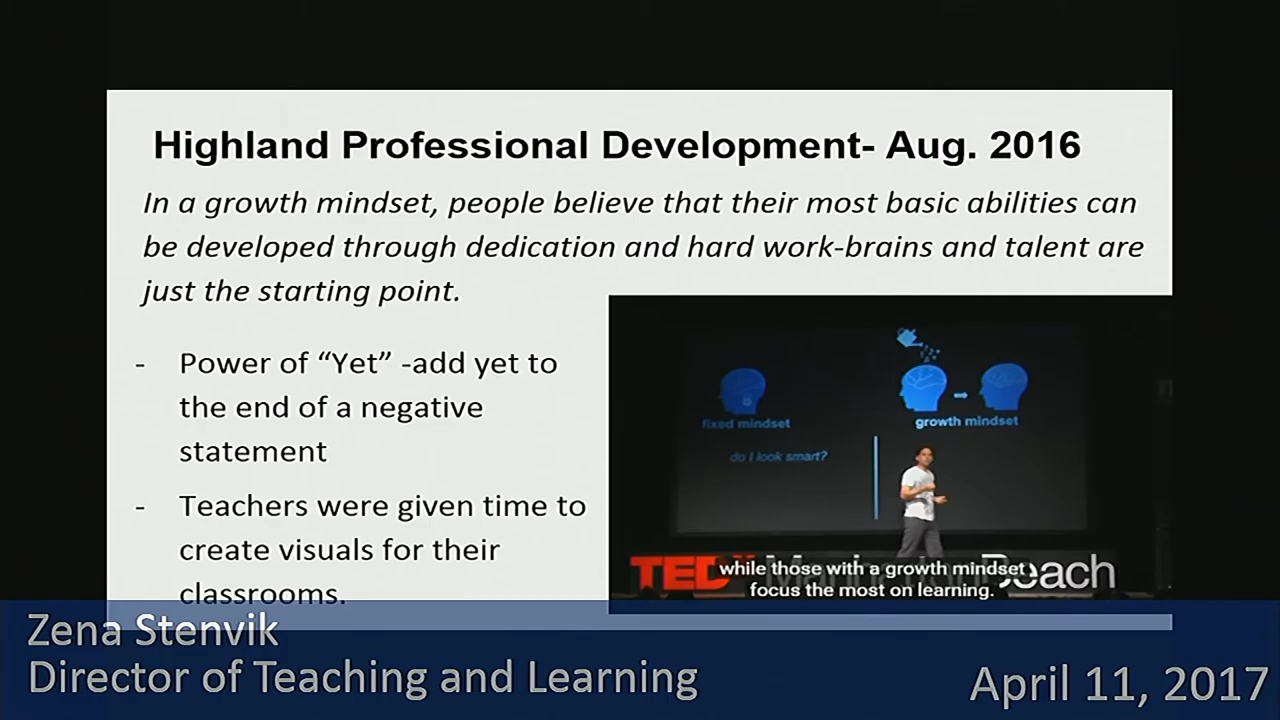 Highland Professional Development- Aug. 2016
In a growth mindset, people believe that their most basic abilities can
be developed through dedication and hard work-brains and talent are
just the starting point.
- Power of “Yet” -add yet to
the end of a negative
statement
- Teachers were given time to
create visuals for their
classrooms.
fixed mindset
growth mindset
do I look smart?
TEDx Manhattan Beach
while those with a growth mindset
focus the most on learning.
Zena Stenvik
Director of Teaching and Learning
April 11, 2017